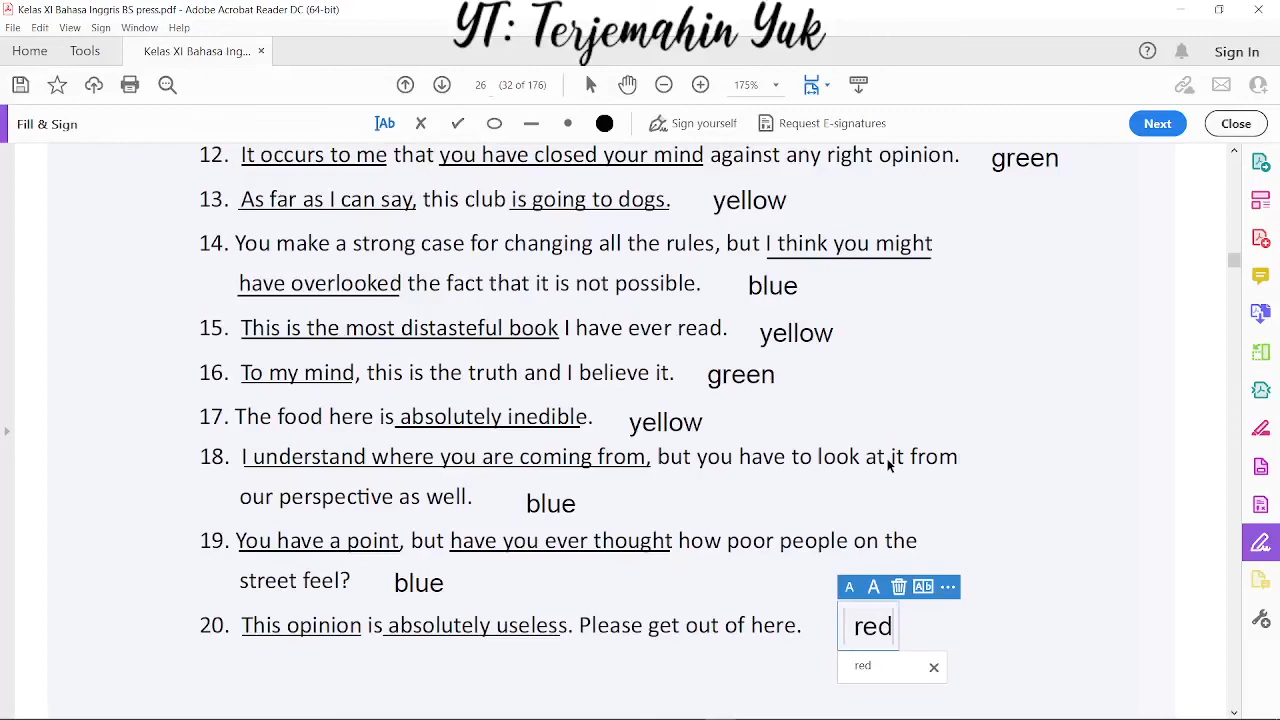 Kelas XI Bahasa Inggris BS press.pdf - Adobe Acrobat Reader DC (64-bit)
YT: Terjemahin Yuk
File Edit View Sign Window Help
Home Tools Kelas XI Bahasa Ing... × Sign In
26 (32 of 176) 175%
Fill & Sign Ab Sign yourself Request E-signatures Next Close
12. It occurs to me that you have closed your mind against any right opinion. green
13. As far as I can say, this club is going to dogs. yellow
14. You make a strong case for changing all the rules, but I think you might
have overlooked the fact that it is not possible. blue
15. This is the most distasteful book I have ever read. yellow
16. To my mind, this is the truth and I believe it. green
17. The food here is absolutely inedible. yellow
18. I understand where you are coming from, but you have to look at it from
our perspective as well. blue
19. You have a point, but have you ever thought how poor people on the
street feel? blue
A A Ab ...
20. This opinion is absolutely useless. Please get out of here. red
red